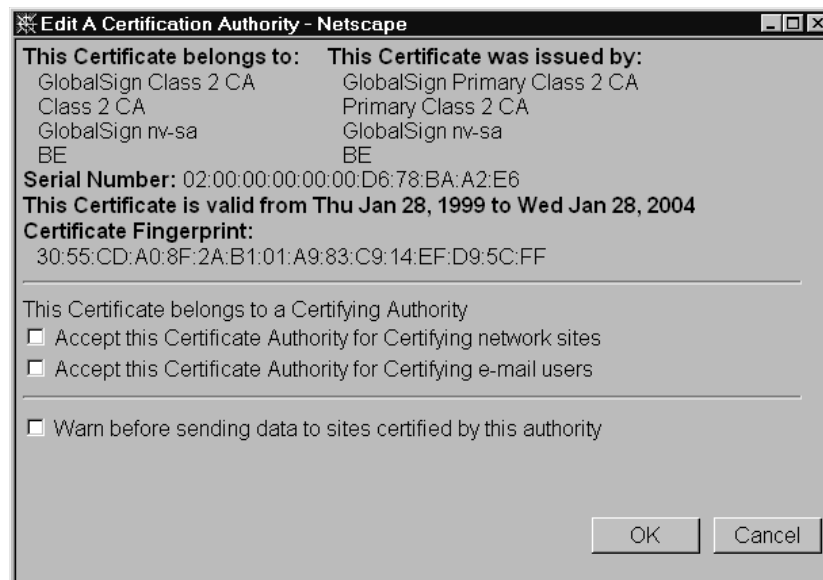 Edit A Certification Authority - Netscape
This Certificate belongs to: This Certificate was issued by:
GlobalSign Class 2 CA GlobalSign Primary Class 2 CA
Class 2 CA Primary Class 2 CA
GlobalSign nv-sa GlobalSign nv-sa
BE BE
Serial Number: 02:00:00:00:00:00:D6:78:BA:A2:E6
This Certificate is valid from Thu Jan 28, 1999 to Wed Jan 28, 2004
Certificate Fingerprint:
30:55:CD:A0:8F:2A:B1:01:A9:83:C9:14:EF:D9:5C:FF
This Certificate belongs to a Certifying Authority
Accept this Certificate Authority for Certifying network sites
Accept this Certificate Authority for Certifying e-mail users
Warn before sending data to sites certified by this authority
OK Cancel